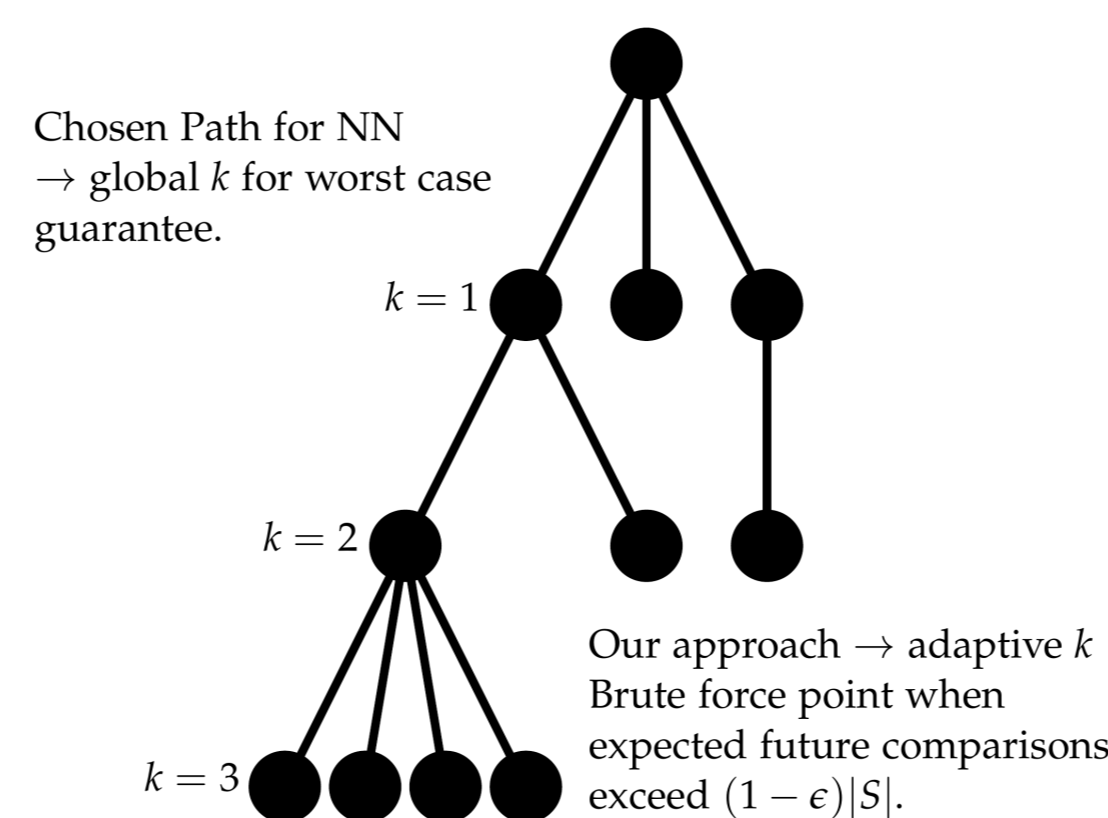 Chosen Path for NN
→ global k for worst case
guarantee.
k = 1
k = 2
Our approach → adaptive k
Brute force point when
expected future comparisons
exceed (1 − ϵ)|S|.
k = 3